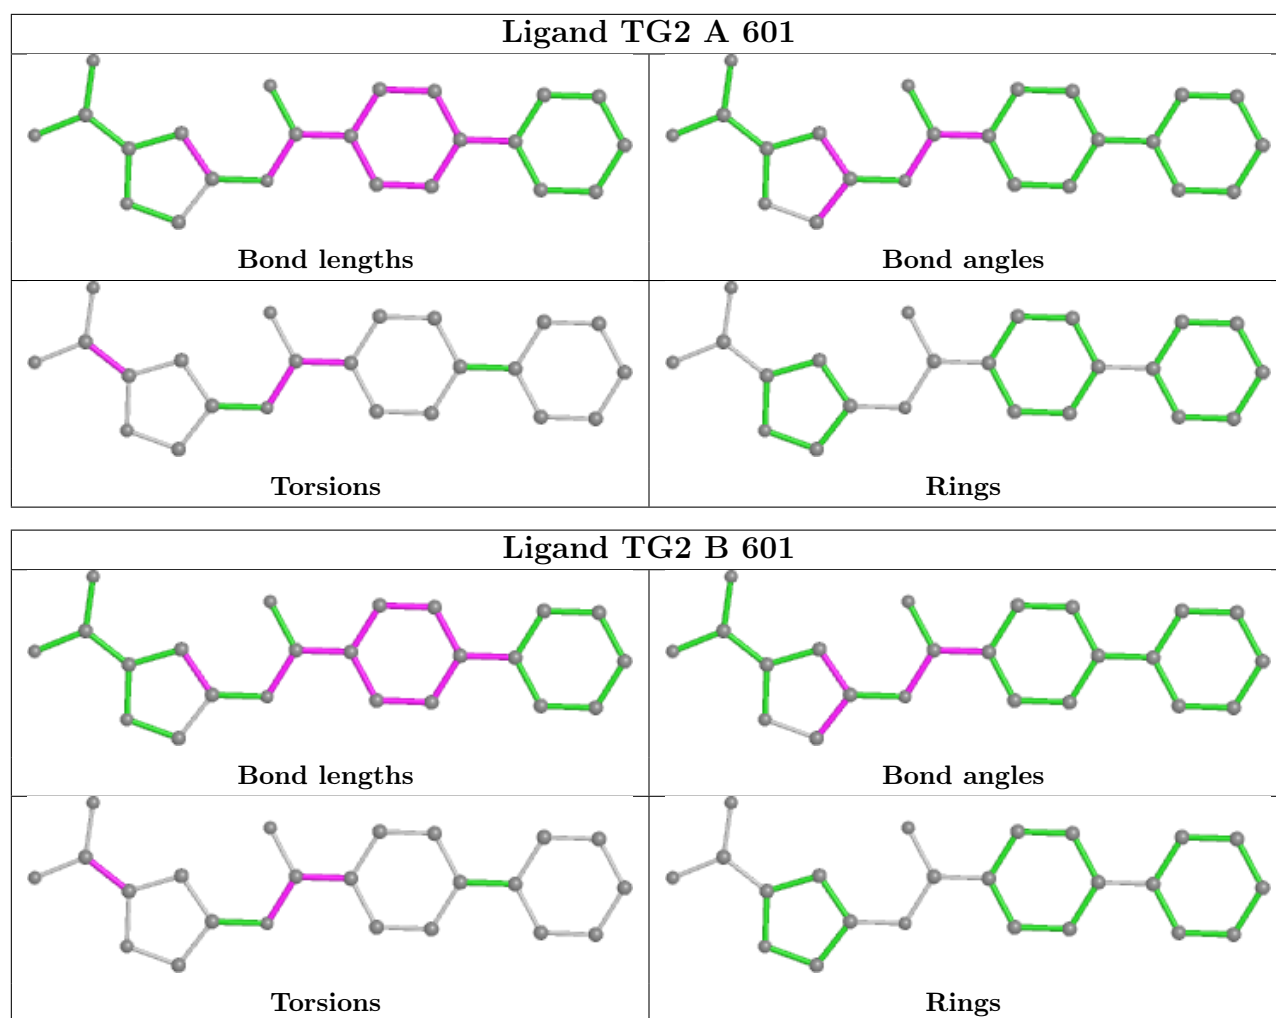 Ligand TG2 A 601
Bond lengths
Bond angles
Torsions
Rings
Ligand TG2 B 601
Bond lengths
Bond angles
Torsions
Rings